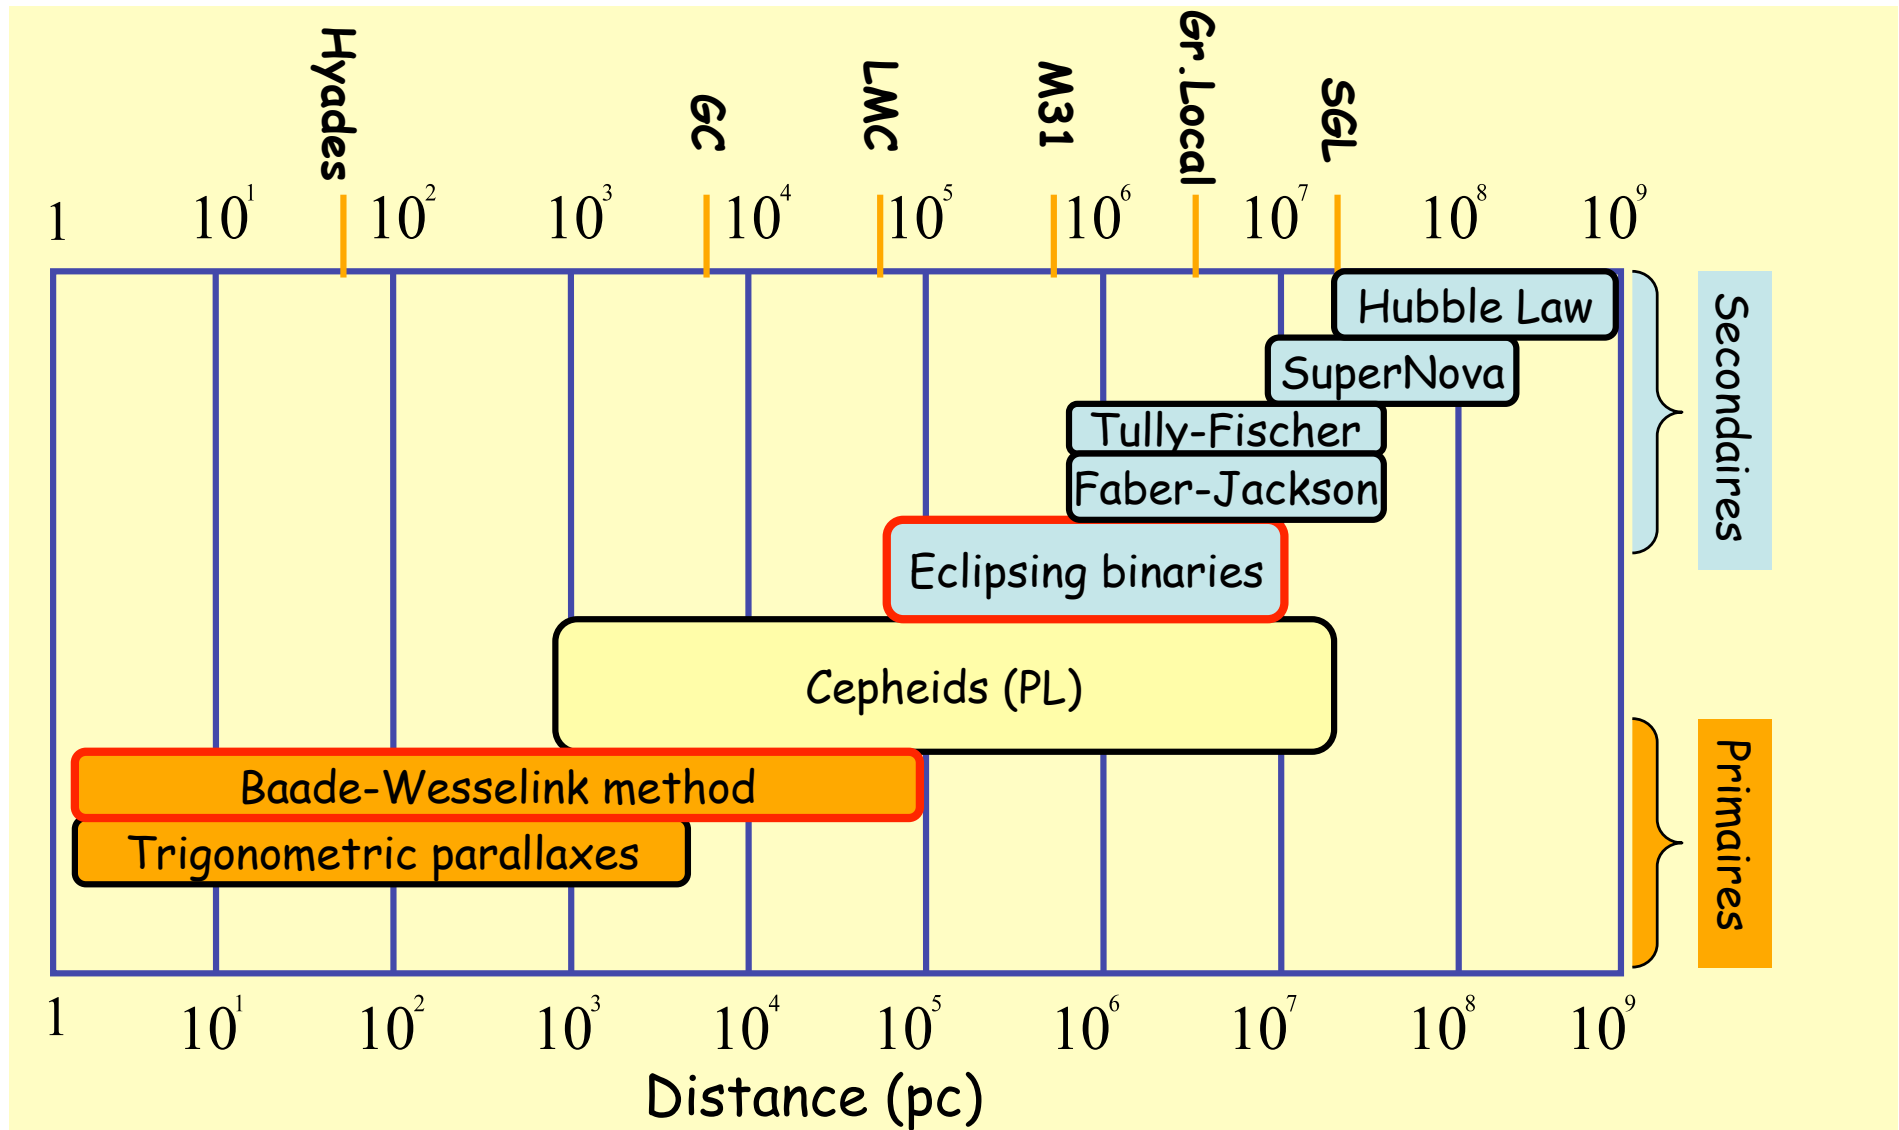 Hyades GC LMC M31 Gr.Local SGL
1 10¹ 10² 10³ 10⁴ 10⁵ 10⁶ 10⁷ 10⁸ 10⁹
Hubble Law
SuperNova
Tully-Fischer
Faber-Jackson
Eclipsing binaries
Cepheids (PL)
Baade-Wesselink method
Trigonometric parallaxes
Secondaires
Primaires
1 10¹ 10² 10³ 10⁴ 10⁵ 10⁶ 10⁷ 10⁸ 10⁹
Distance (pc)